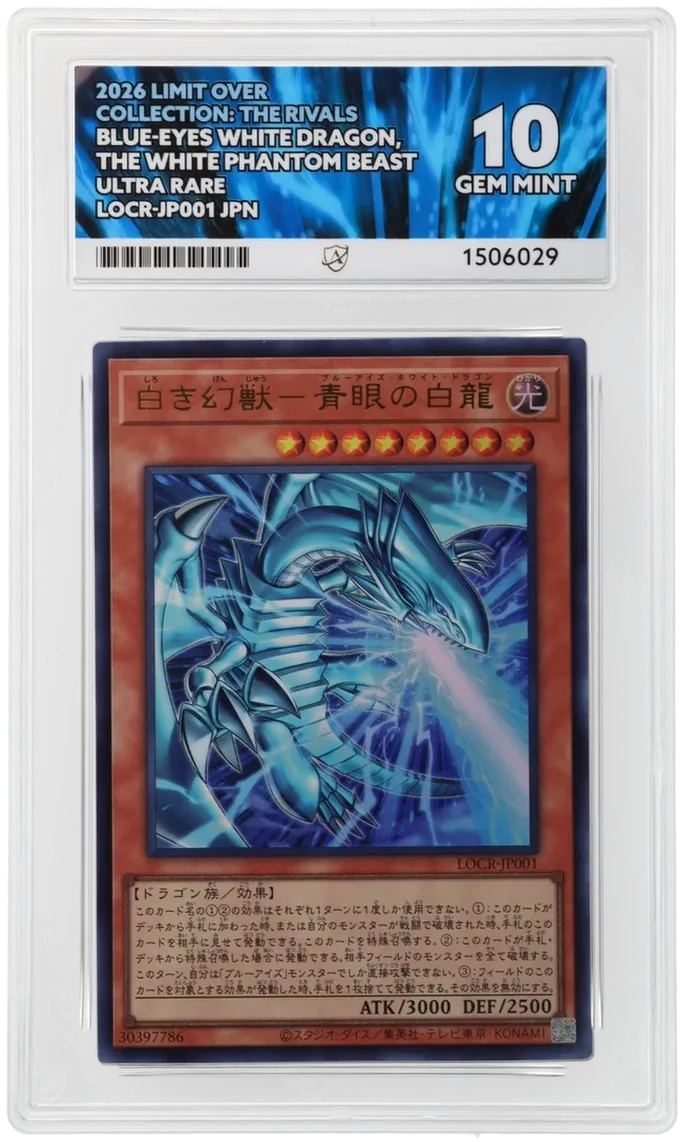 2026 LIMIT OVER
COLLECTION: THE RIVALS
BLUE-EYES WHITE DRAGON,
THE WHITE PHANTOM BEAST
ULTRA RARE
LOCR-JP001 JPN
10
GEM MINT
1506029
白き幻獣－青眼の白龍
光
LOCR-JP001
【ドラゴン族／効果】
このカード名の①②の効果はそれぞれ1ターンに1度しか使用できない。①：このカードが
デッキから手札に加わった時、または自分のモンスターが戦闘で破壊された時、手札のこの
カードを相手に見せて発動できる。このカードを特殊召喚する。②：このカードが手札・
デッキから特殊召喚した場合に発動できる。相手フィールドのモンスターを全て破壊する。
このターン、自分は「ブルーアイズ」モンスターでしか直接攻撃できない。③：フィールドのこの
カードを対象とする効果が発動した時、手札を1枚捨てて発動できる。その効果を無効にする。
ATK/3000 DEF/2500
30397786
©スタジオ・ダイス／集英社・テレビ東京・KONAMI